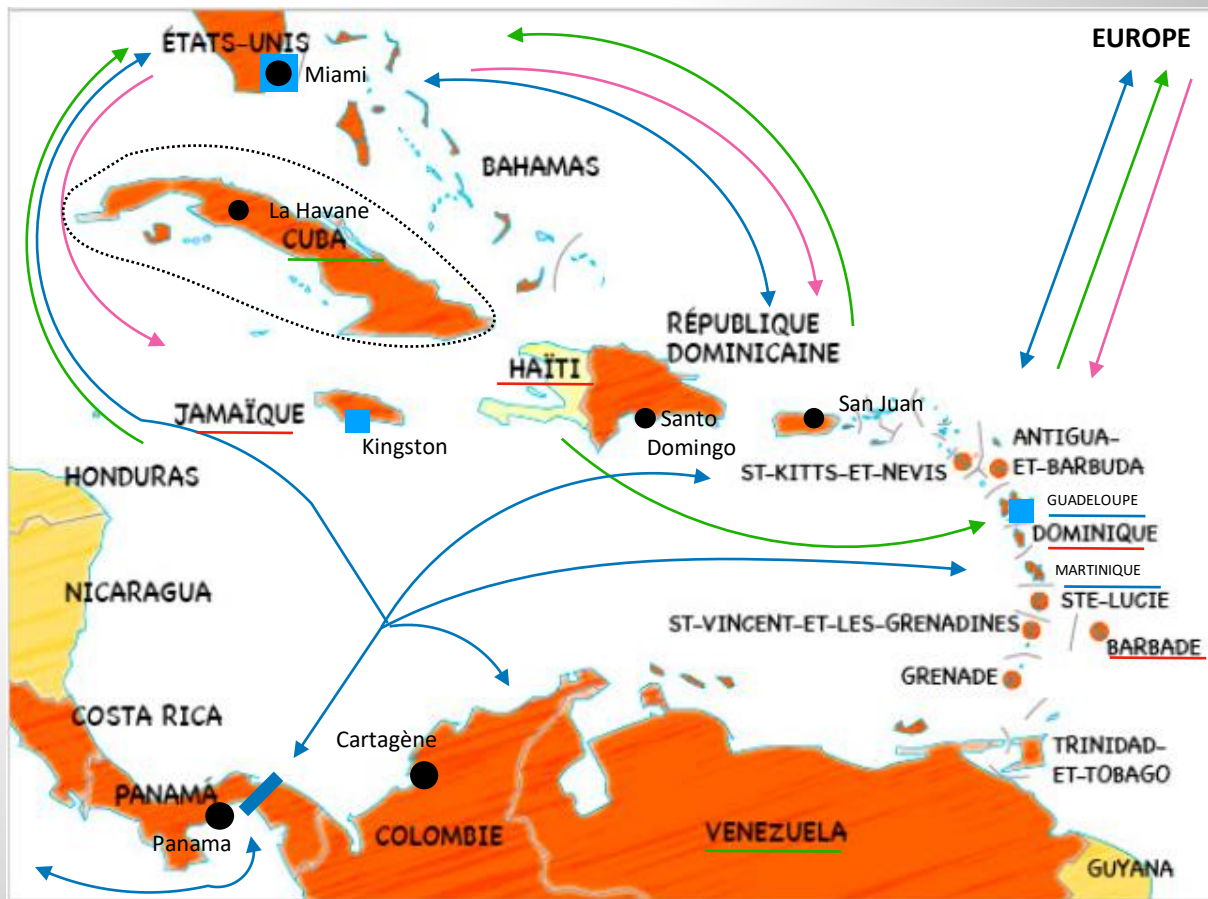 EUROPE
ÉTATS-UNIS
Miami
BAHAMAS
La Havane
CUBA
RÉPUBLIQUE
DOMINICAINE
HAÏTI
JAMAÏQUE
Kingston
Santo
Domingo
San Juan
ANTIGUA-
ET-BARBUDA
ST-KITTS-ET-NEVIS
HONDURAS
GUADELOUPE
DOMINIQUE
MARTINIQUE
NICARAGUA
STE-LUCIE
ST-VINCENT-ET-LES-GRENADINES
BARBADE
GRENADE
COSTA RICA
Cartagène
TRINIDAD-
ET-TOBAGO
PANAMÁ
Panama
COLOMBIE
VENEZUELA
GUYANA